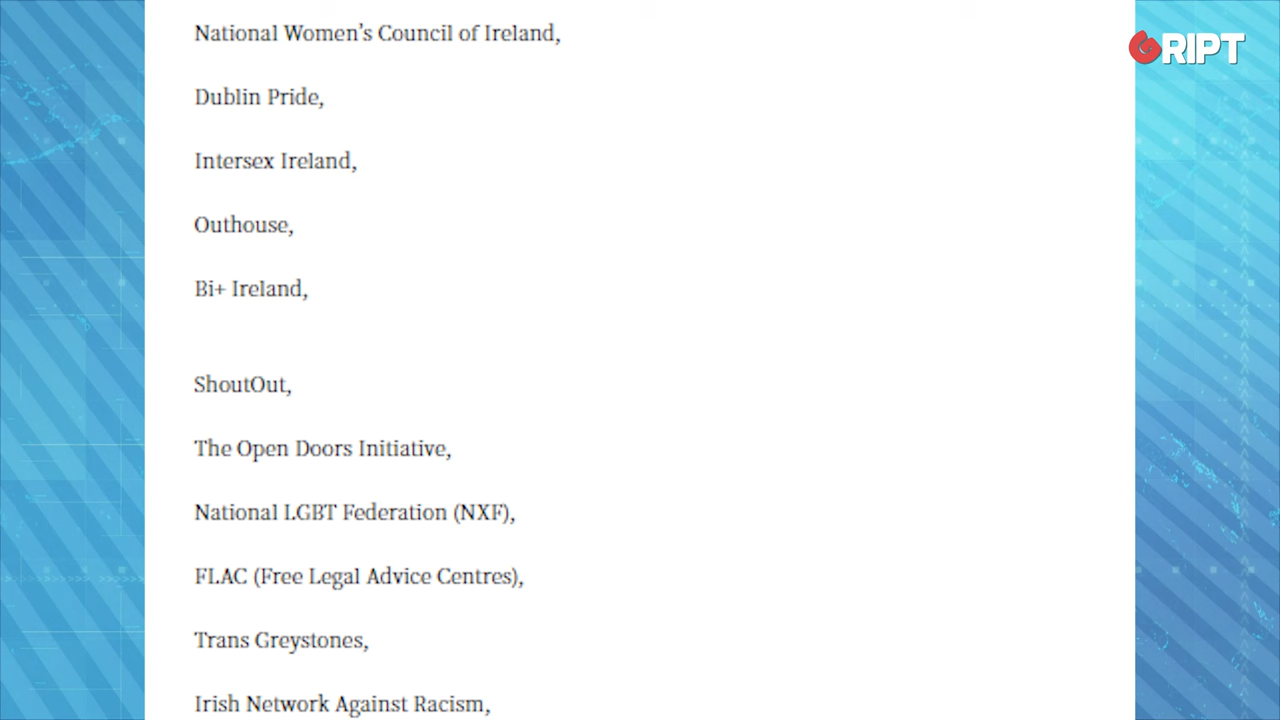 National Women's Council of Ireland,
GRIPT
Dublin Pride,
Intersex Ireland,
Outhouse,
Bi+ Ireland,
ShoutOut,
The Open Doors Initiative,
National LGBT Federation (NXF),
FLAC (Free Legal Advice Centres),
Trans Greystones,
Irish Network Against Racism,